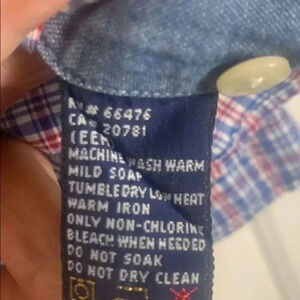 # 66476
CA# 20781
MACHINE WASH WARM
MILD SOAP
TUMBLE DRY LOW HEAT
WARM IRON
ONLY NON-CHLORINE
BLEACH WHEN NEEDED
DO NOT SOAK
DO NOT DRY CLEAN